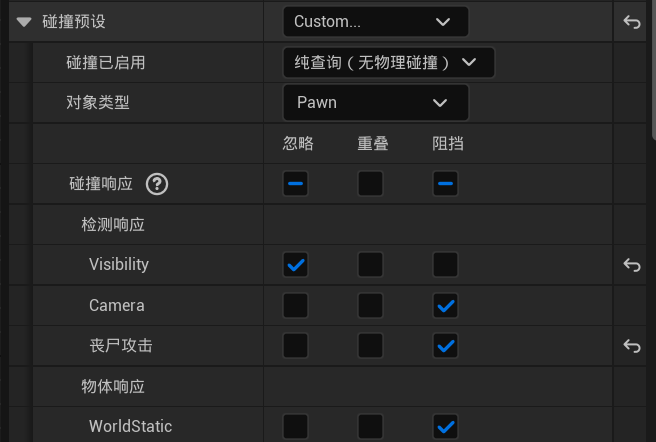 碰撞预设 Custom...
碰撞已启用 纯查询（无物理碰撞）
对象类型 Pawn
忽略 重叠 阻挡
碰撞响应 ?
检测响应
Visibility
Camera
丧尸攻击
物体响应
WorldStatic